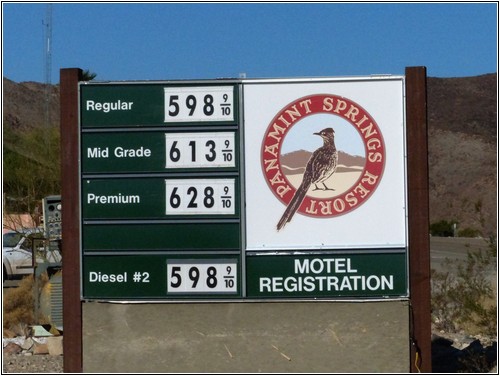 Regular 598 9/10
Mid Grade 613 9/10
Premium 628 9/10
Diesel #2 598 9/10
PANAMINT SPRINGS
RESORT
MOTEL
REGISTRATION